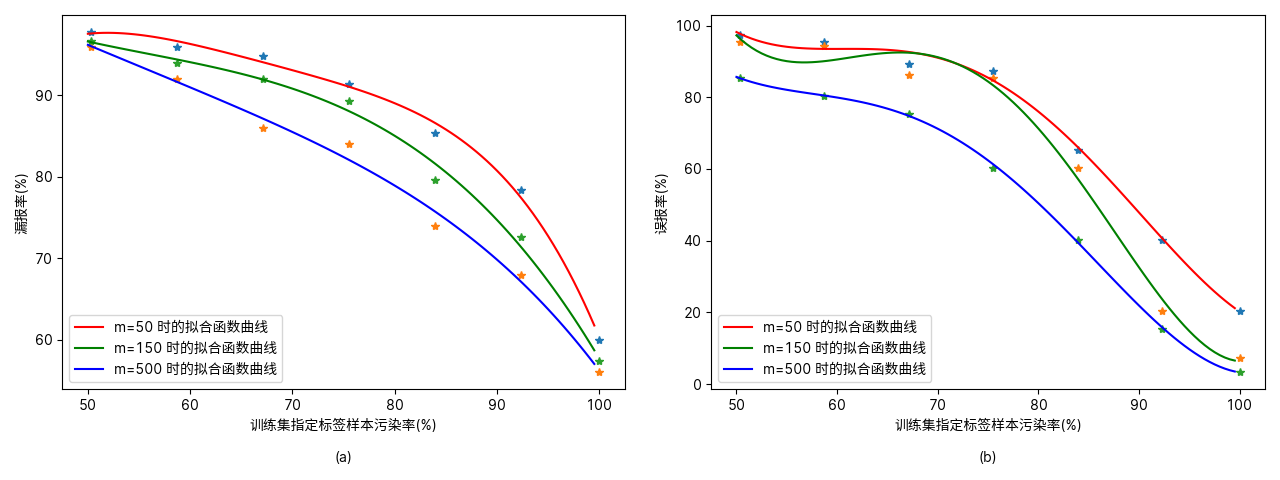 漏报率(%)
90
80
70
60
m=50 时的拟合函数曲线
m=150 时的拟合函数曲线
m=500 时的拟合函数曲线
50 60 70 80 90 100
训练集指定标签样本污染率(%)
(a)
误报率(%)
100
80
60
40
20
0
m=50 时的拟合函数曲线
m=150 时的拟合函数曲线
m=500 时的拟合函数曲线
50 60 70 80 90 100
训练集指定标签样本污染率(%)
(b)